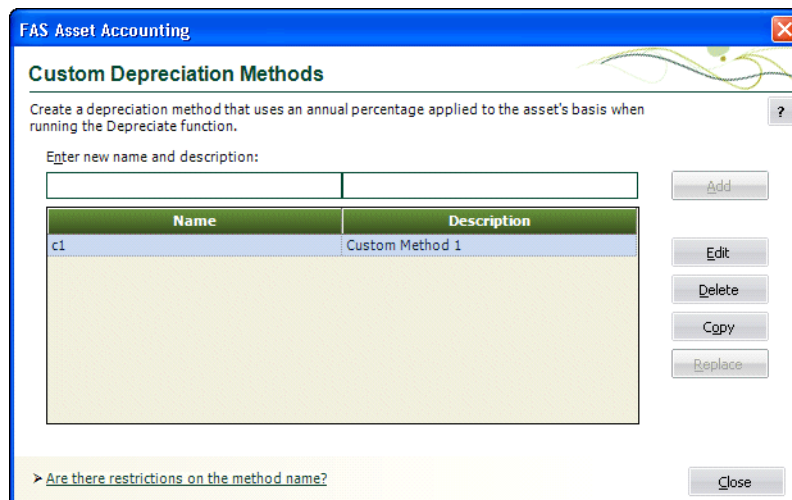 FAS Asset Accounting
Custom Depreciation Methods
Create a depreciation method that uses an annual percentage applied to the asset's basis when
running the Depreciate function.
?
Enter new name and description:
Add
Name Description
c1 Custom Method 1
Edit
Delete
Copy
Replace
Are there restrictions on the method name?
Close